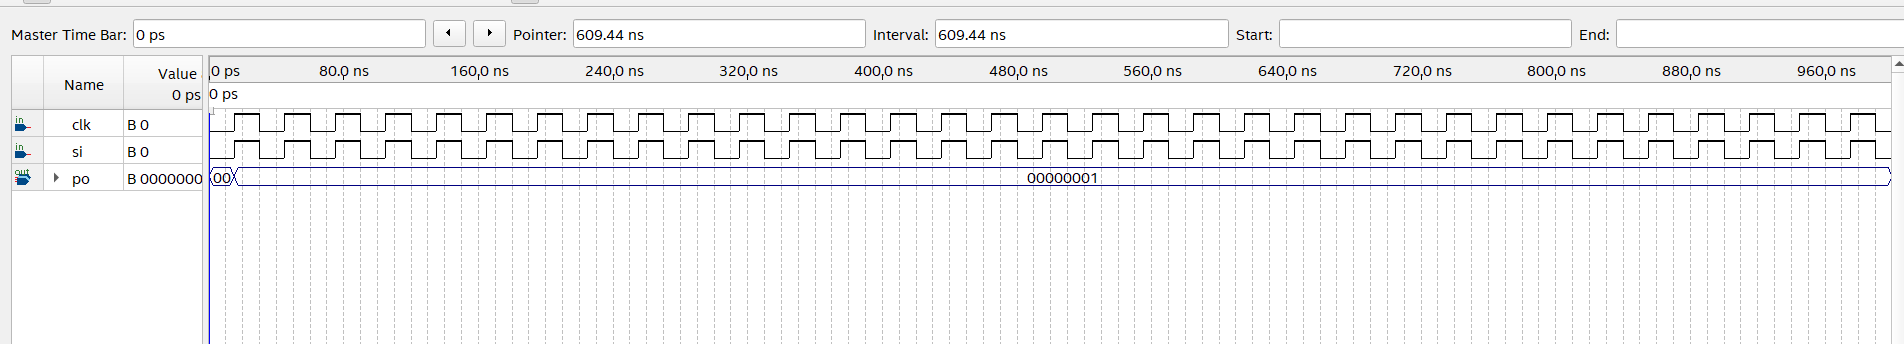 Master Time Bar: 0 ps Pointer: 609.44 ns Interval: 609.44 ns Start: End:
Name Value 0 ps
0 ps 80.0 ns 160.0 ns 240.0 ns 320.0 ns 400.0 ns 480.0 ns 560.0 ns 640.0 ns 720.0 ns 800.0 ns 880.0 ns 960.0 ns
0 ps
in clk B 0
in si B 0
out po B 0000000 00 00000001